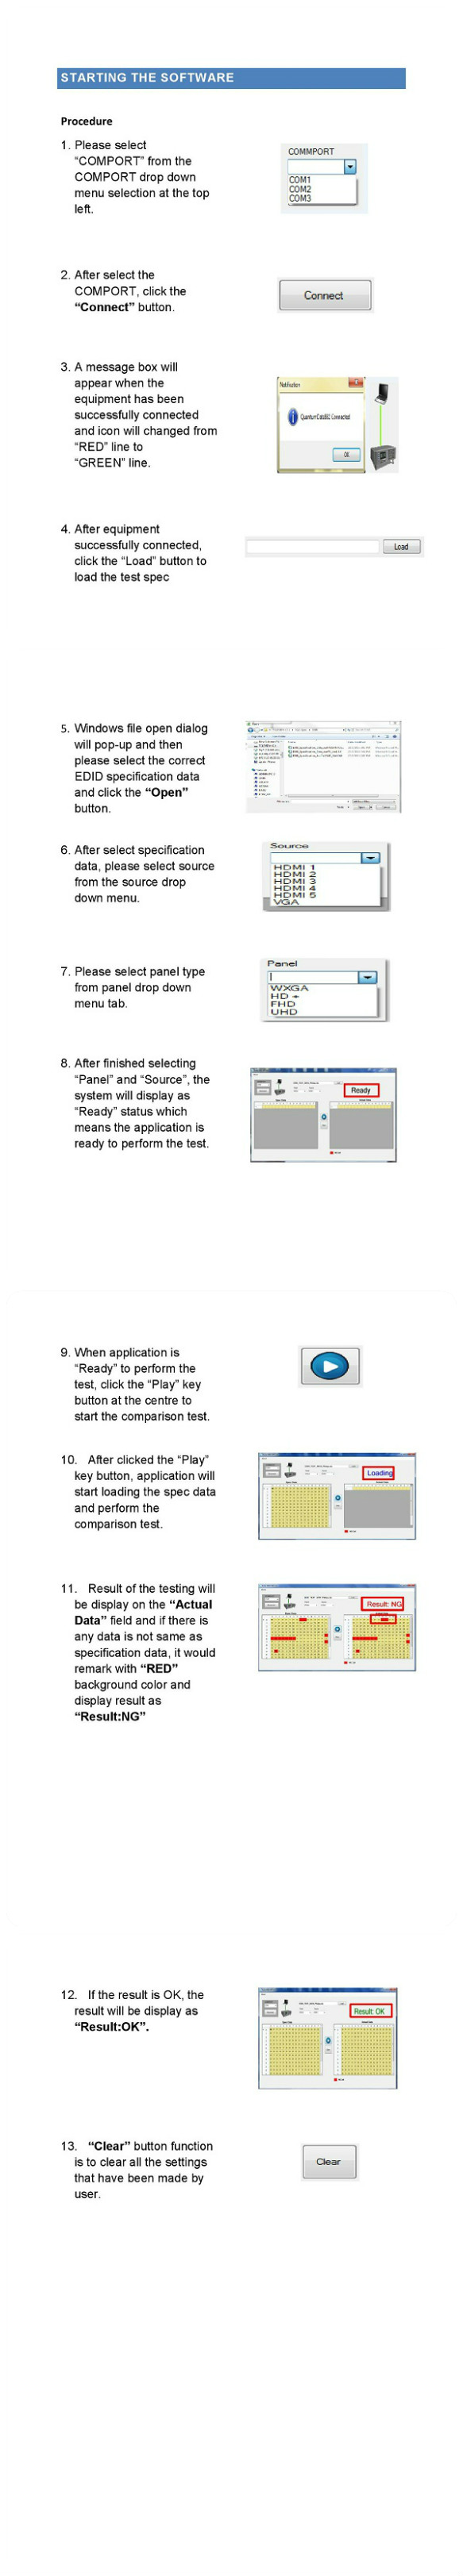 STARTING THE SOFTWARE
Procedure
1. Please select
“COMPORT” from the
COMPORT drop down
menu selection at the top
left.
COMMPORT
COM1
COM2
COM3
2. After select the
COMPORT, click the
“Connect” button.
Connect
3. A message box will
appear when the
equipment has been
successfully connected
and icon will changed from
“RED” line to
“GREEN” line.
Notification
QuantumData882 Connected!
OK
4. After equipment
successfully connected,
click the “Load” button to
load the test spec
Load
5. Windows file open dialog
will pop-up and then
please select the correct
EDID specification data
and click the “Open”
button.
6. After select specification
data, please select source
from the source drop
down menu.
Source
HDMI 1
HDMI 2
HDMI 3
HDMI 4
HDMI 5
VGA
7. Please select panel type
from panel drop down
menu tab.
Panel
WXGA
HD +
FHD
UHD
8. After finished selecting
“Panel” and “Source”, the
system will display as
“Ready” status which
means the application is
ready to perform the test.
Ready
9. When application is
“Ready” to perform the
test, click the “Play” key
button at the centre to
start the comparison test.
10. After clicked the “Play”
key button, application will
start loading the spec data
and perform the
comparison test.
Loading
11. Result of the testing will
be display on the “Actual
Data” field and if there is
any data is not same as
specification data, it would
remark with “RED”
background color and
display result as
“Result:NG”
Result: NG
12. If the result is OK, the
result will be display as
“Result:OK”.
Result: OK
13. “Clear” button function
is to clear all the settings
that have been made by
user.
Clear